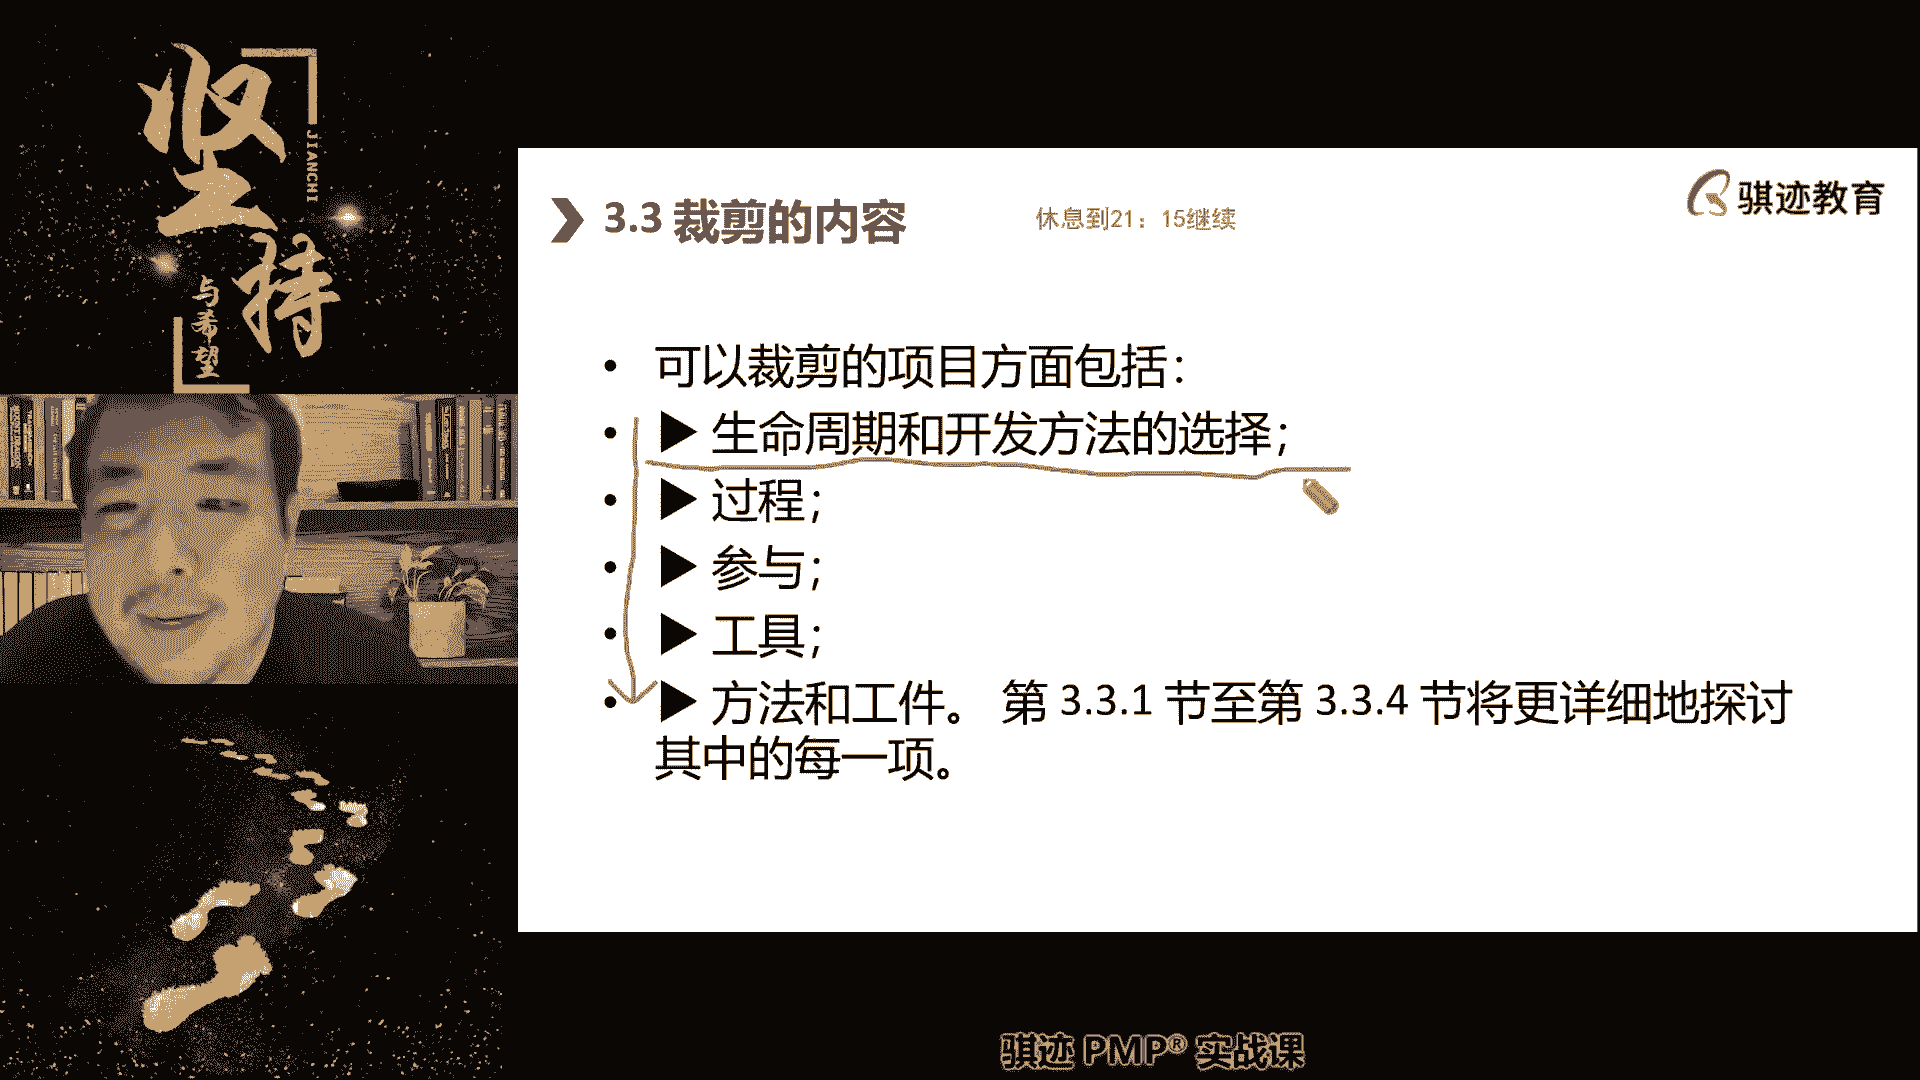 坚持
JIANCHI
与希望
3.3 裁剪的内容
休息到21：15继续
骐迹教育
• 可以裁剪的项目方面包括：
• ▶ 生命周期和开发方法的选择；
• ▶ 过程；
• ▶ 参与；
• ▶ 工具；
• ▶ 方法和工件。 第 3.3.1 节至第 3.3.4 节将更详细地探讨
其中的每一项。
骐迹 PMP® 实战课